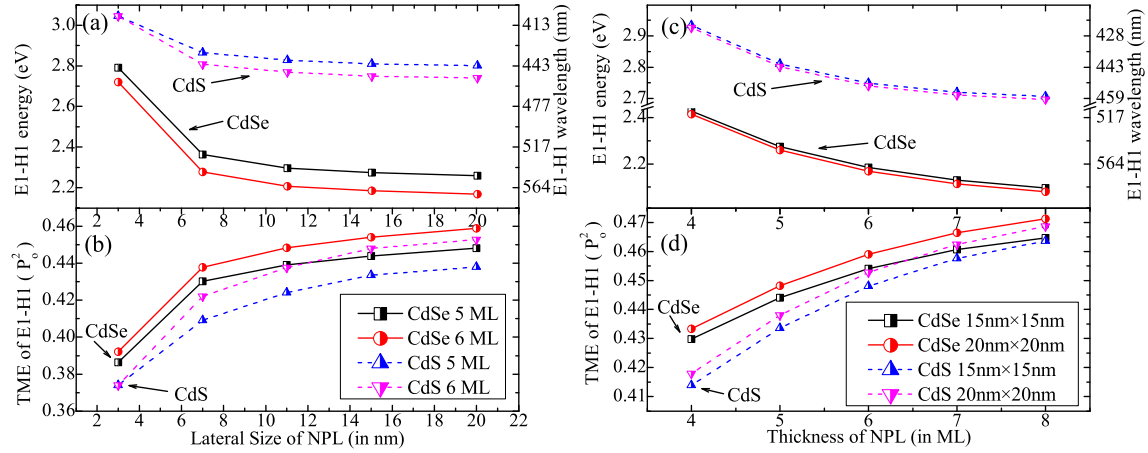 (a)
3.0
2.8
2.6
2.4
2.2
E1-H1 energy (eV)
413
443
477
517
564
E1-H1 wavelength (nm)
CdS
CdSe
2 4 6 8 10 12 14 16 18 20 22
(b)
0.46
0.44
0.42
0.40
0.38
0.36
TME of E1-H1 ( P_o^2 )
CdSe
CdS
CdSe 5 ML
CdSe 6 ML
CdS 5 ML
CdS 6 ML
2 4 6 8 10 12 14 16 18 20 22
Lateral Size of NPL (in nm)
(c)
2.9
2.8
2.7
2.4
2.2
E1-H1 energy (eV)
428
443
459
517
564
E1-H1 wavelength (nm)
CdS
CdSe
4 5 6 7 8
(d)
0.47
0.46
0.45
0.44
0.43
0.42
0.41
TME of E1-H1 ( P_o^2 )
CdSe
CdS
CdSe 15nm×15nm
CdSe 20nm×20nm
CdS 15nm×15nm
CdS 20nm×20nm
4 5 6 7 8
Thickness of NPL (in ML)